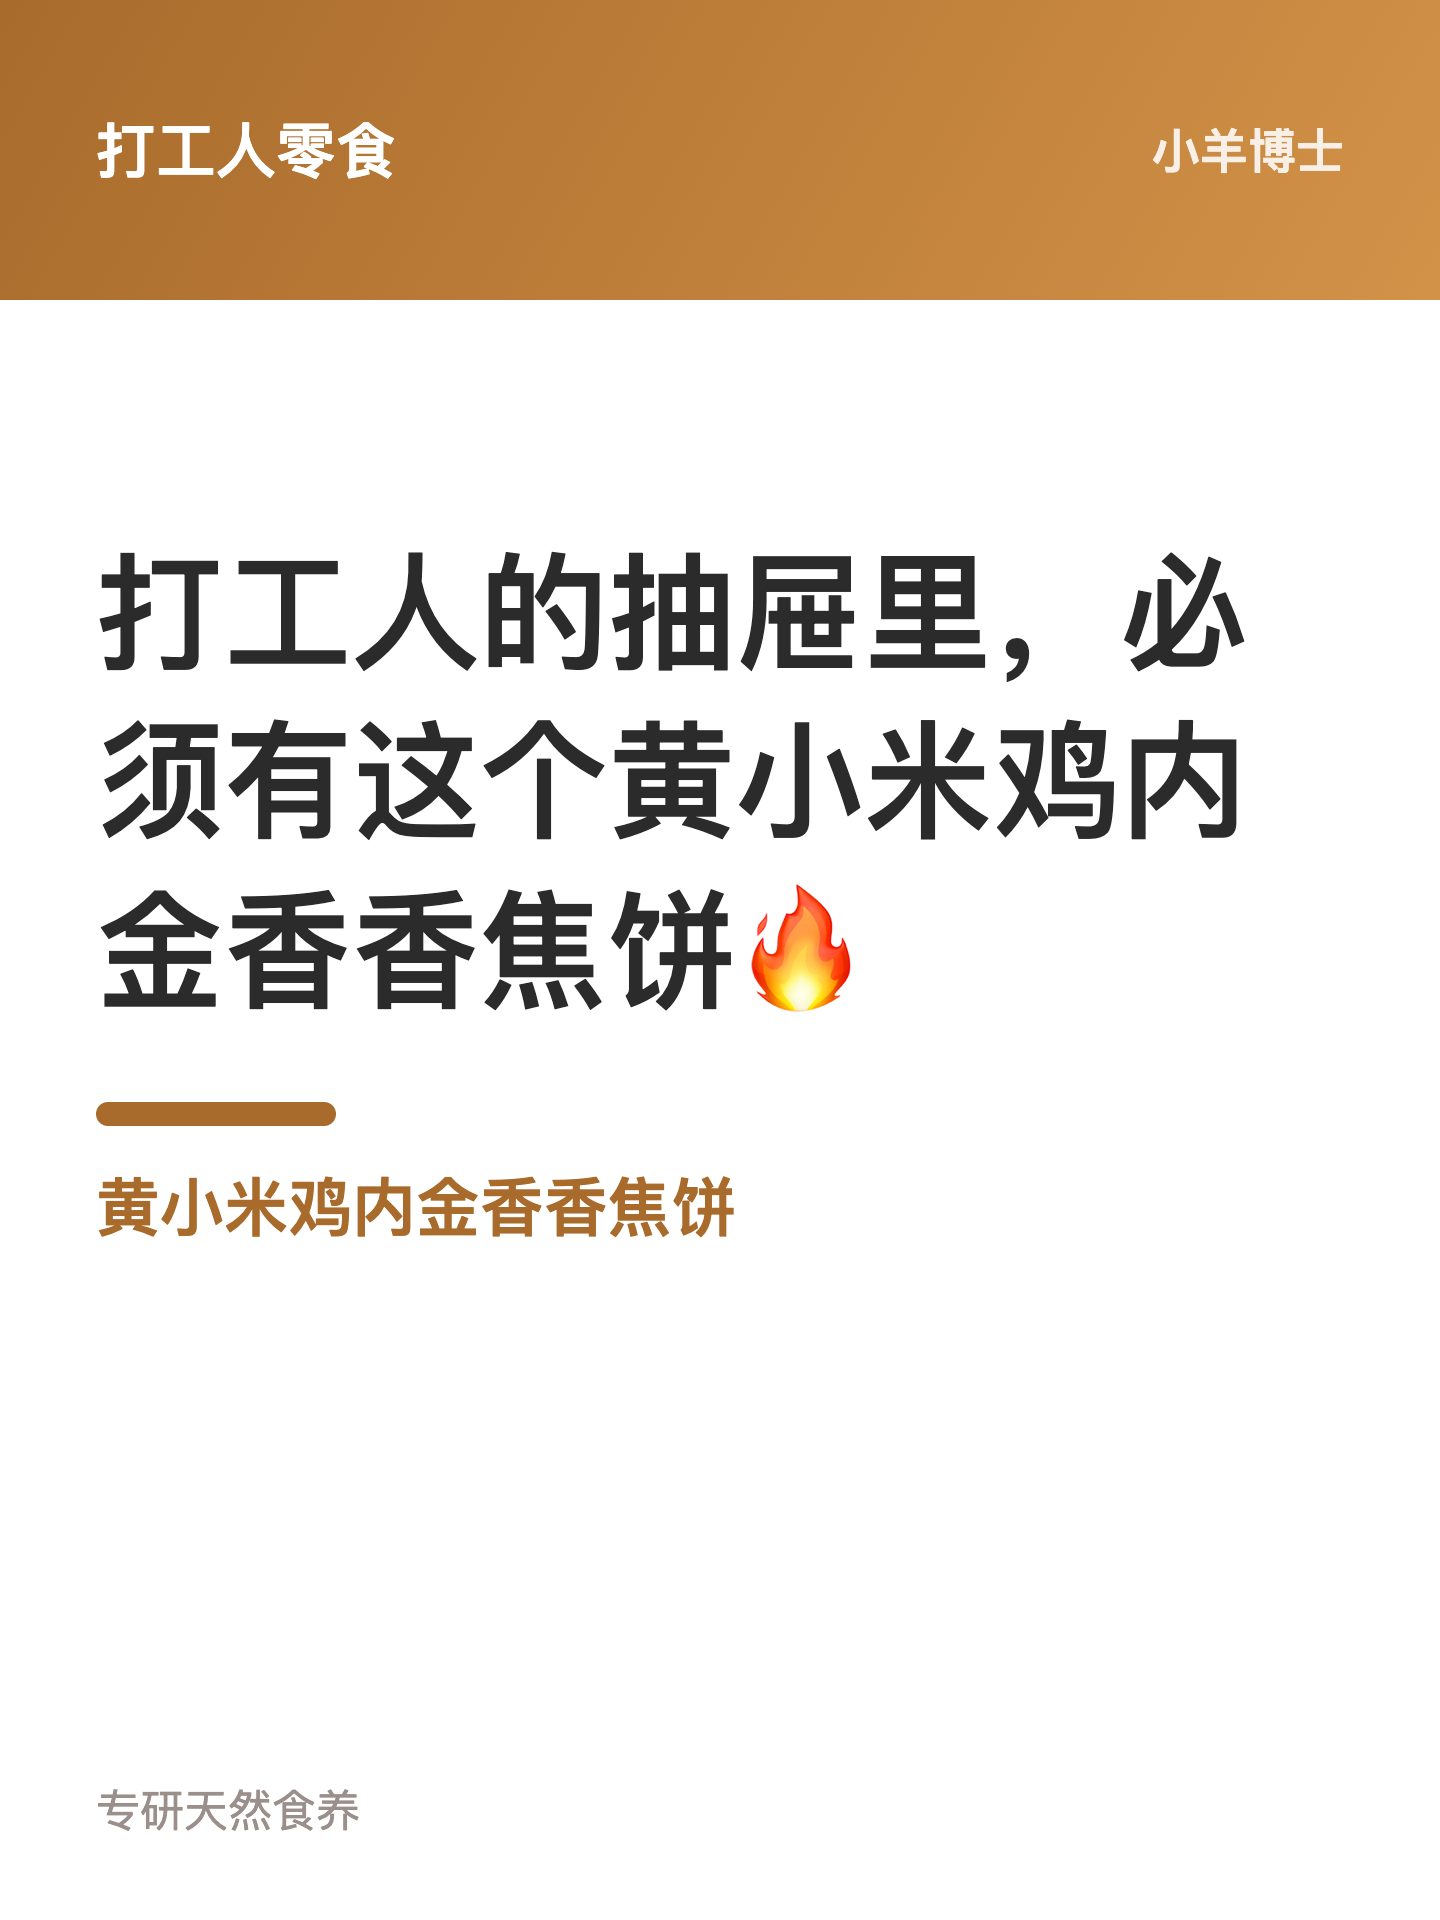 打工人零食
小羊博士
打工人的抽屉里，必
须有这个黄小米鸡内
金香香焦饼🔥
黄小米鸡内金香香焦饼
专研天然食养